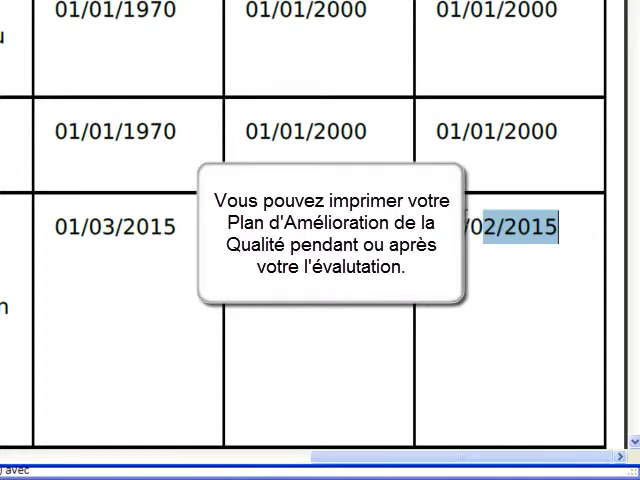 01/01/1970 01/01/2000 01/01/2000
u
01/01/1970 01/01/2000 01/01/2000
Vous pouvez imprimer votre
Plan d'Amélioration de la
Qualité pendant ou après
votre l'évalutation.
01/03/2015 /02/2015
n
) avec